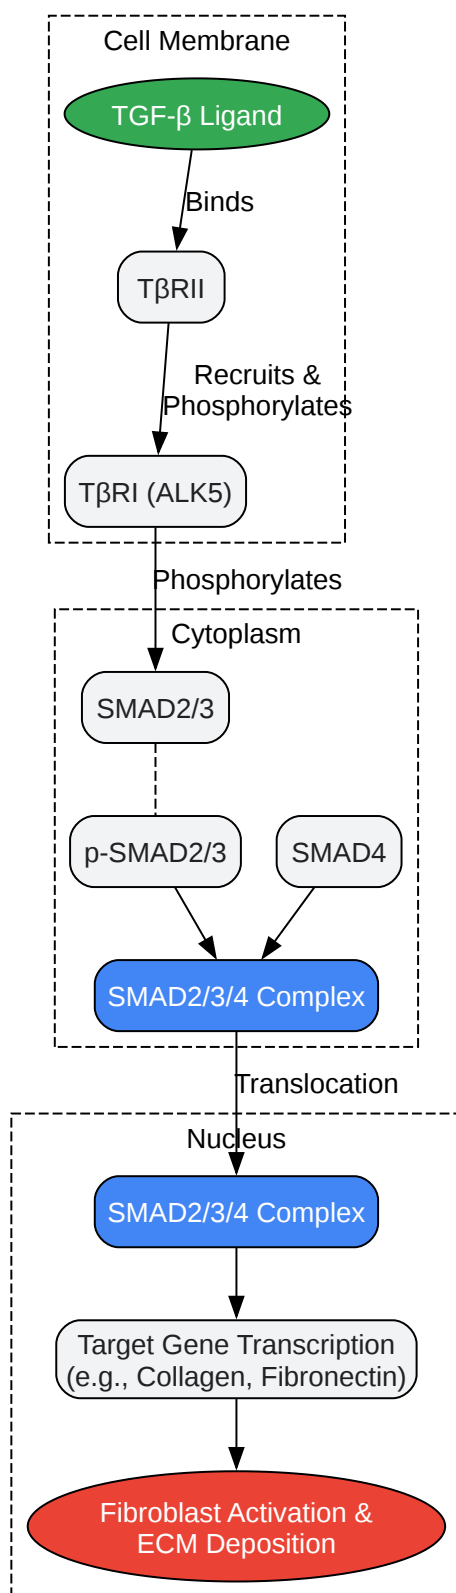 Cell Membrane
TGF-β Ligand
Binds
TβRII
Recruits &
Phosphorylates
TβRI (ALK5)
Phosphorylates
Cytoplasm
SMAD2/3
p-SMAD2/3
SMAD4
SMAD2/3/4 Complex
Translocation
Nucleus
SMAD2/3/4 Complex
Target Gene Transcription
(e.g., Collagen, Fibronectin)
Fibroblast Activation &
ECM Deposition